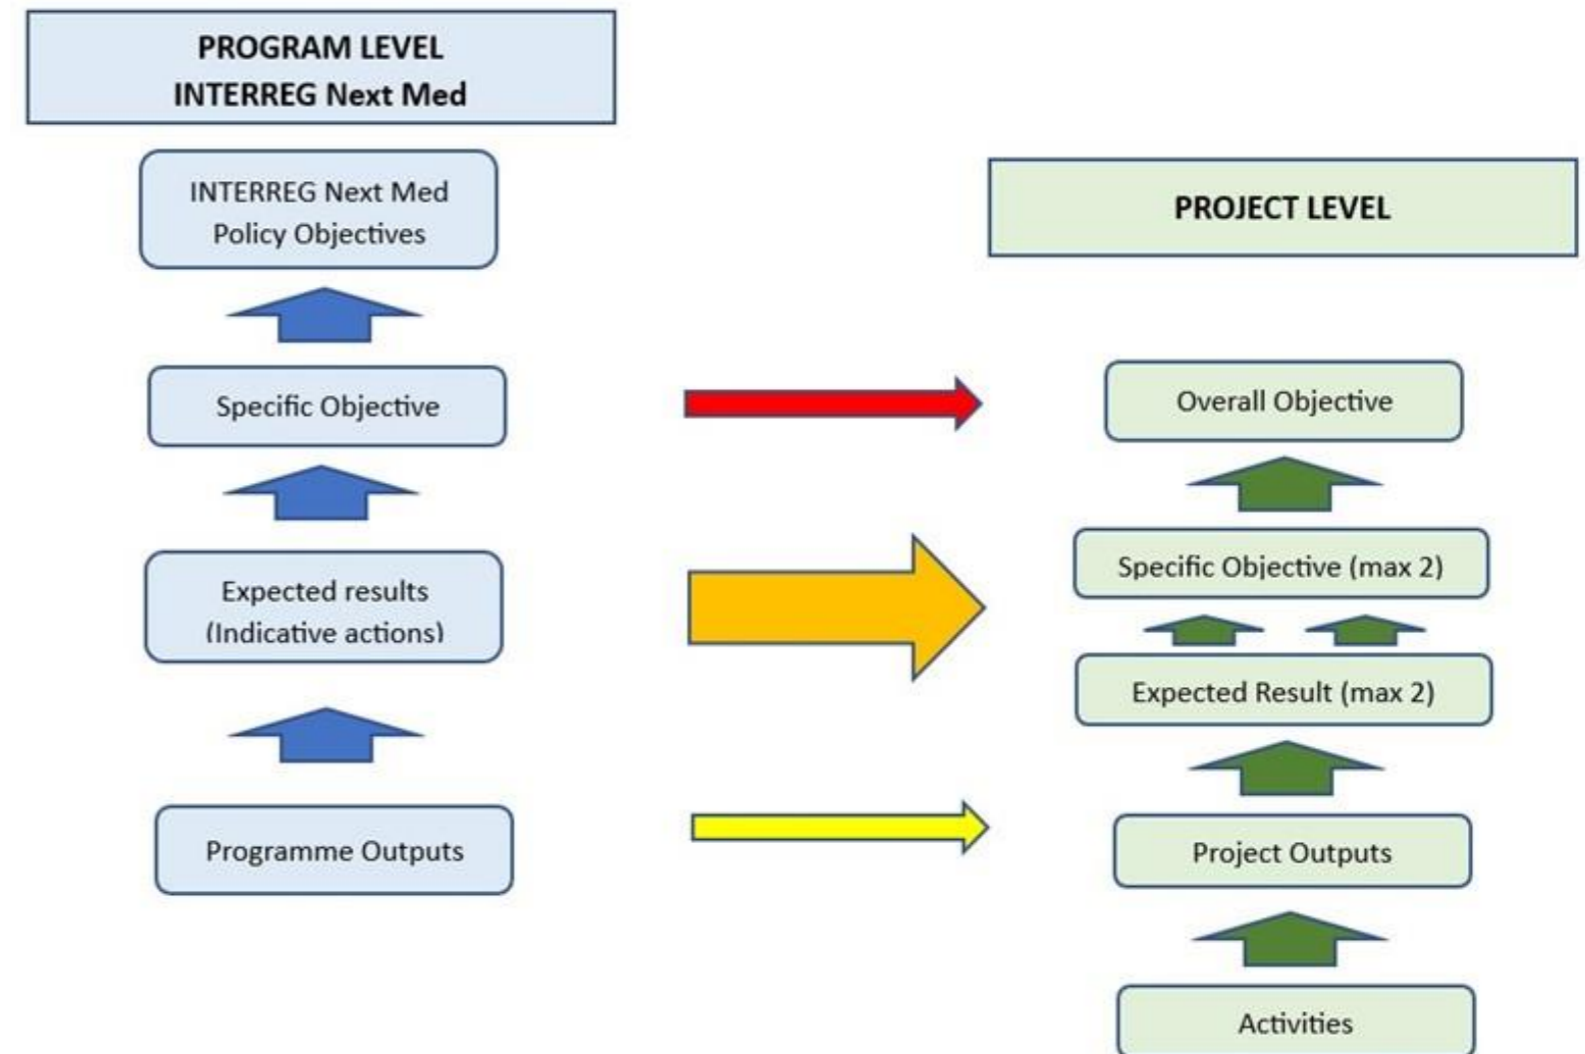 PROGRAM LEVEL
INTERREG Next Med
INTERREG Next Med
Policy Objectives
Specific Objective
Expected results
(Indicative actions)
Programme Outputs
PROJECT LEVEL
Overall Objective
Specific Objective (max 2)
Expected Result (max 2)
Project Outputs
Activities